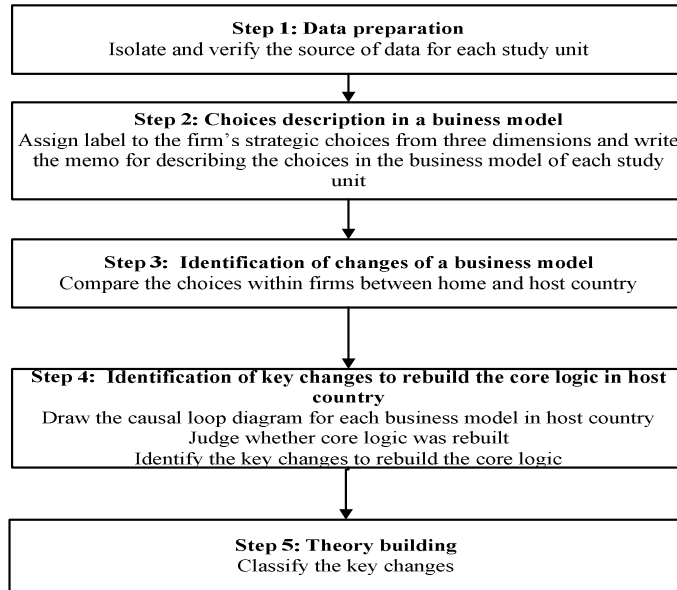 Step 1: Data preparation
Isolate and verify the source of data for each study unit
Step 2: Choices description in a buiness model
Assign label to the firm's strategic choices from three dimensions and write
the memo for describing the choices in the business model of each study
unit
Step 3: Identification of changes of a business model
Compare the choices within firms between home and host country
Step 4: Identification of key changes to rebuild the core logic in host
country
Draw the causal loop diagram for each business model in host country
Judge whether core logic was rebuilt
Identify the key changes to rebuild the core logic
Step 5: Theory building
Classify the key changes